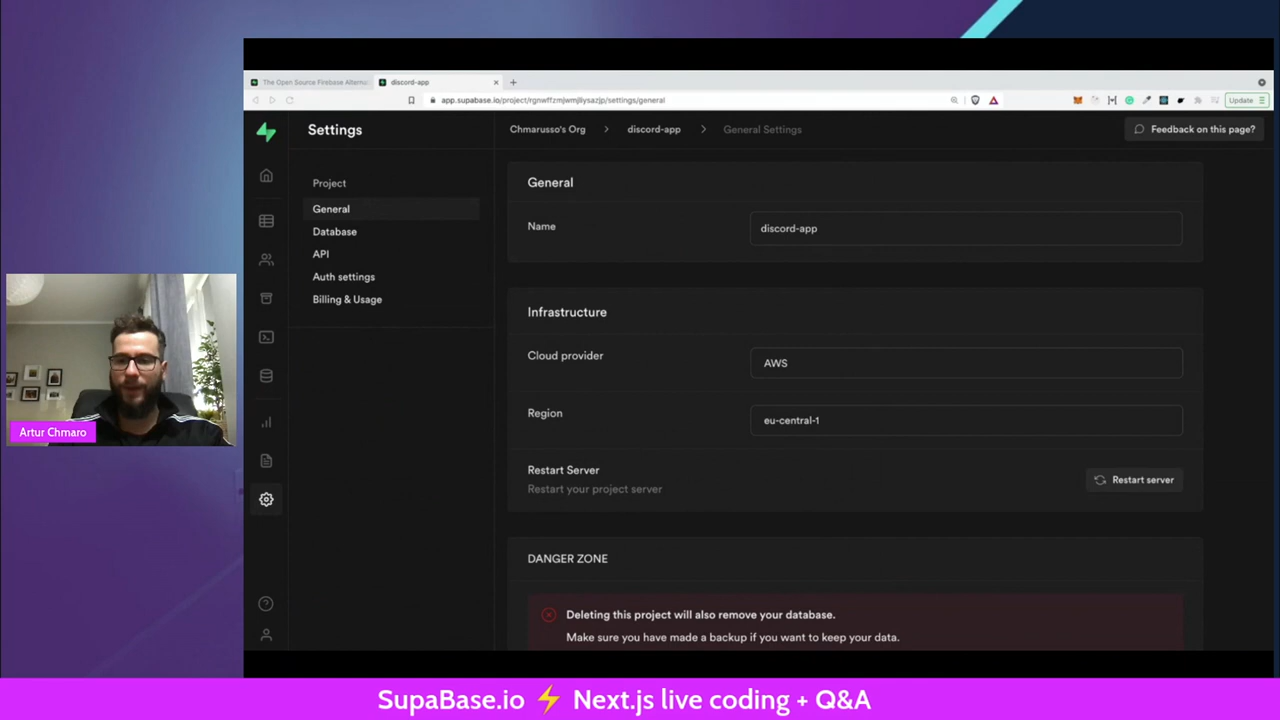 The Open Source Firebase Alterna
discord-app
app.supabase.io/project/rgnwffzmjwmjllysazjp/settings/general
Update
Settings
Chmarusso's Org > discord-app > General Settings
Feedback on this page?
Project
General
Database
API
Auth settings
Billing & Usage
General
Name
discord-app
Infrastructure
Cloud provider
AWS
Region
eu-central-1
Restart Server
Restart your project server
Restart server
DANGER ZONE
Deleting this project will also remove your database.
Make sure you have made a backup if you want to keep your data.
Artur Chmaro
SupaBase.io ⚡ Next.js live coding + Q&A